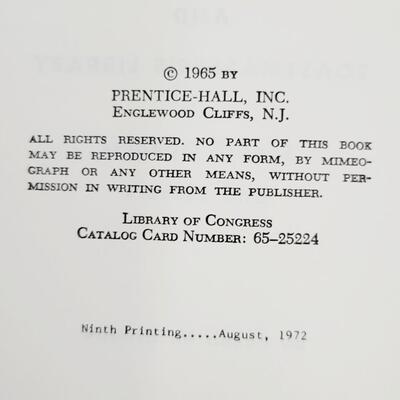 © 1965 BY
PRENTICE-HALL, INC.
ENGLEWOOD CLIFFS, N.J.
ALL RIGHTS RESERVED. NO PART OF THIS BOOK
MAY BE REPRODUCED IN ANY FORM, BY MIMEO-
GRAPH OR ANY OTHER MEANS, WITHOUT PER-
MISSION IN WRITING FROM THE PUBLISHER.
LIBRARY OF CONGRESS
CATALOG CARD NUMBER: 65-25224
Ninth Printing.....August, 1972